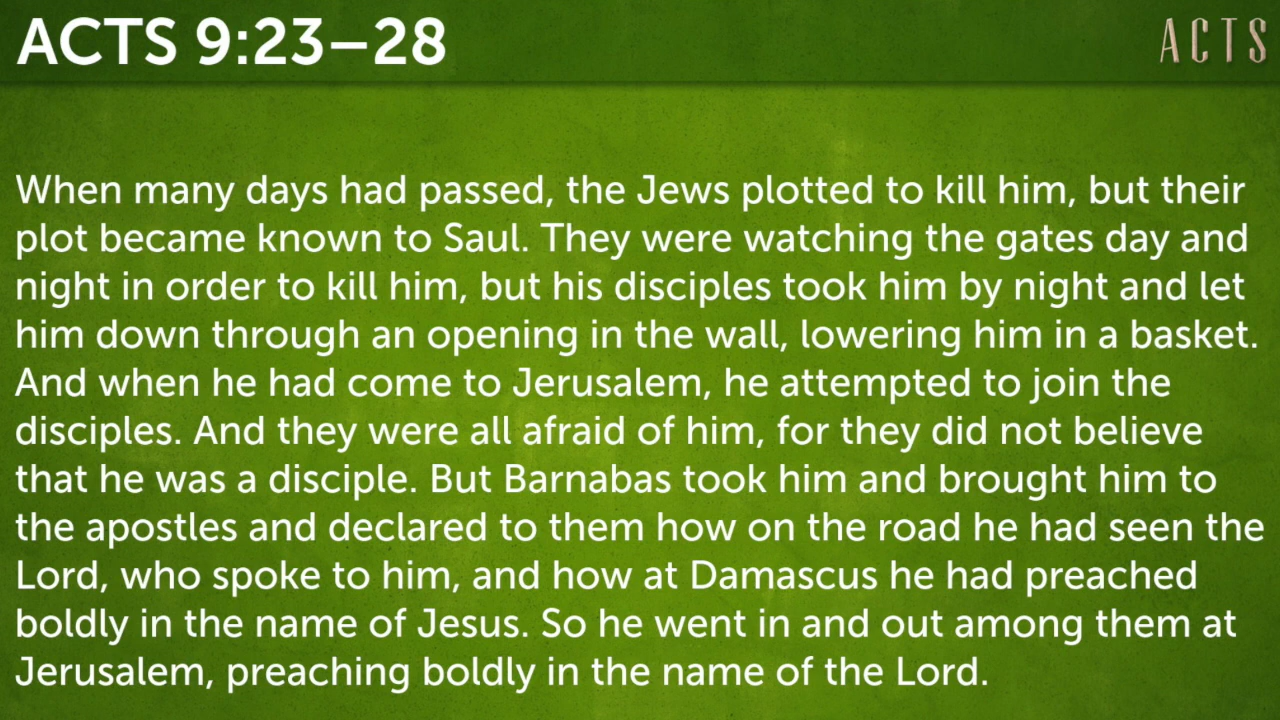 ACTS 9:23–28
ACTS
When many days had passed, the Jews plotted to kill him, but their
plot became known to Saul. They were watching the gates day and
night in order to kill him, but his disciples took him by night and let
him down through an opening in the wall, lowering him in a basket.
And when he had come to Jerusalem, he attempted to join the
disciples. And they were all afraid of him, for they did not believe
that he was a disciple. But Barnabas took him and brought him to
the apostles and declared to them how on the road he had seen the
Lord, who spoke to him, and how at Damascus he had preached
boldly in the name of Jesus. So he went in and out among them at
Jerusalem, preaching boldly in the name of the Lord.